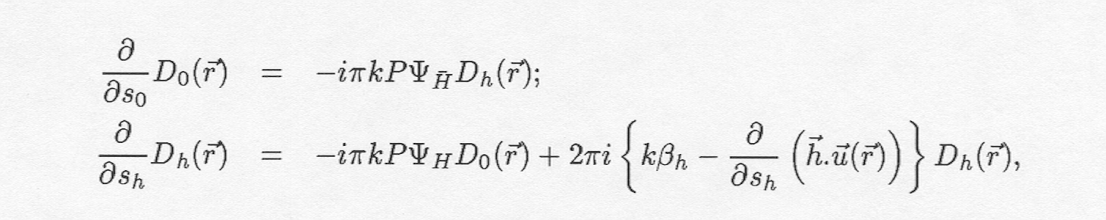 ∂/∂s₀ D₀(r⃗) = −iπkPΨ_H̄ D_h(r⃗);
∂/∂s_h D_h(r⃗) = −iπkPΨ_H D₀(r⃗) + 2πi {kβ_h − ∂/∂s_h (h⃗.u⃗(r⃗))} D_h(r⃗),